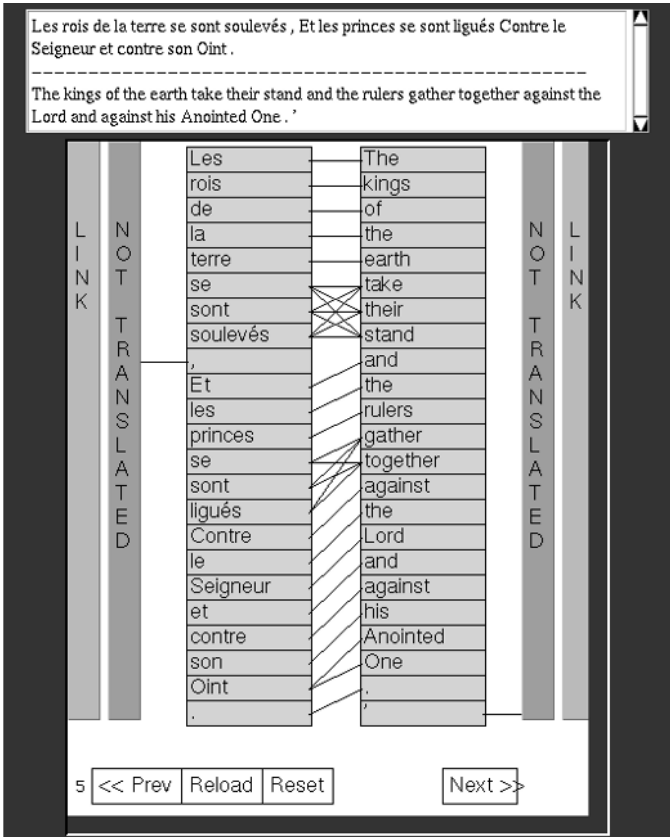 Les rois de la terre se sont soulevés , Et les princes se sont ligués Contre le
Seigneur et contre son Oint .
------------------------------------------------------
The kings of the earth take their stand and the rulers gather together against the
Lord and against his Anointed One . ’
LINK
NOT TRANSLATED
Les
rois
de
la
terre
se
sont
soulevés
,
Et
les
princes
se
sont
ligués
Contre
le
Seigneur
et
contre
son
Oint
.
The
kings
of
the
earth
take
their
stand
and
the
rulers
gather
together
against
the
Lord
and
against
his
Anointed
One
.
’
NOT TRANSLATED
LINK
5 << Prev Reload Reset Next >>